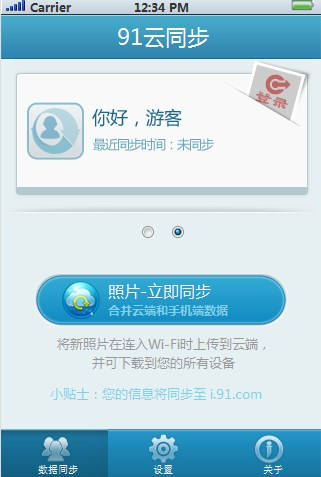 Carrier 12:34 PM
91云同步
登录
你好，游客
最近同步时间：未同步
照片-立即同步
合并云端和手机端数据
将新照片在连入Wi-Fi时上传到云端，
并可下载到您的所有设备
小贴士：您的信息将同步至 i.91.com
数据同步 设置 关于